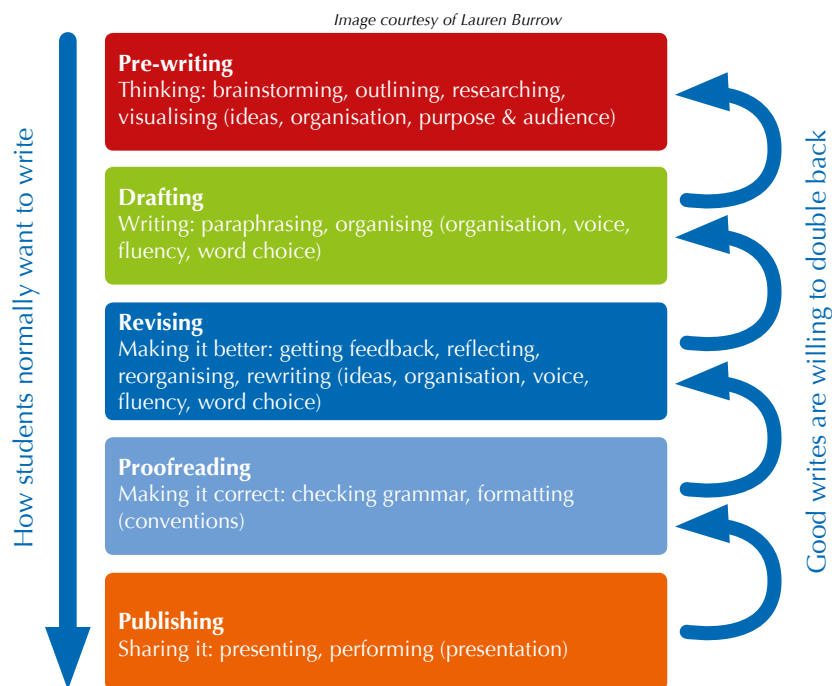 Image courtesy of Lauren Burrow
How students normally want to write
Pre-writing
Thinking: brainstorming, outlining, researching,
visualising (ideas, organisation, purpose & audience)
Drafting
Writing: paraphrasing, organising (organisation, voice,
fluency, word choice)
Revising
Making it better: getting feedback, reflecting,
reorganising, rewriting (ideas, organisation, voice,
fluency, word choice)
Proofreading
Making it correct: checking grammar, formatting
(conventions)
Publishing
Sharing it: presenting, performing (presentation)
Good writes are willing to double back